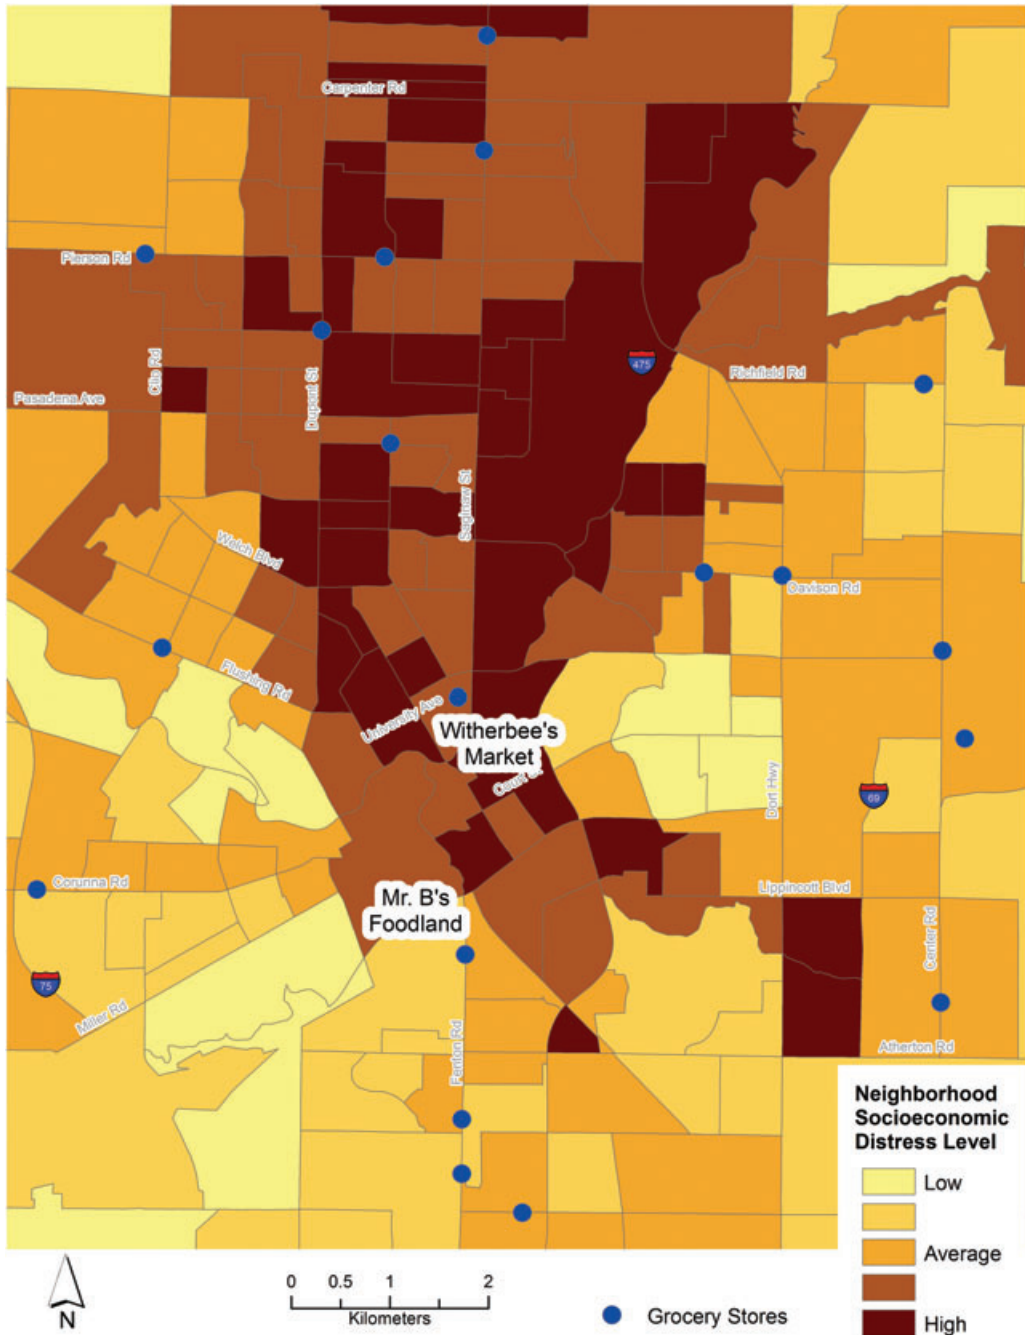 Carpenter Rd
Pierson Rd
475
Richfield Rd
Clio Rd
Dupont St
Pasadena Ave
Saginaw St
Welch Blvd
Davison Rd
Flushing Rd
University Ave
Witherbee's
Market
Court St
Dort Hwy
69
Corunna Rd
Lippincott Blvd
Mr. B's
Foodland
Center Rd
75
Miller Rd
Fenton Rd
Atherton Rd
Neighborhood
Socioeconomic
Distress Level
Low
Average
High
0 0.5 1 2
Kilometers
N
Grocery Stores